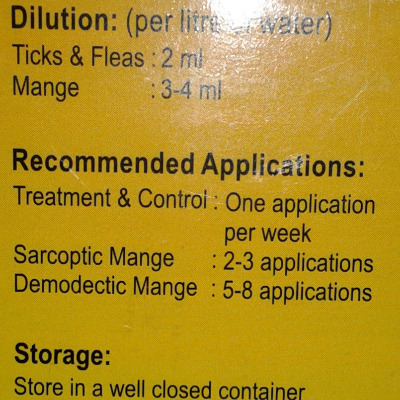 Dilution: (per litre of water)
Ticks & Fleas : 2 ml
Mange : 3-4 ml
Recommended Applications:
Treatment & Control : One application
per week
Sarcoptic Mange : 2-3 applications
Demodectic Mange : 5-8 applications
Storage:
Store in a well closed container